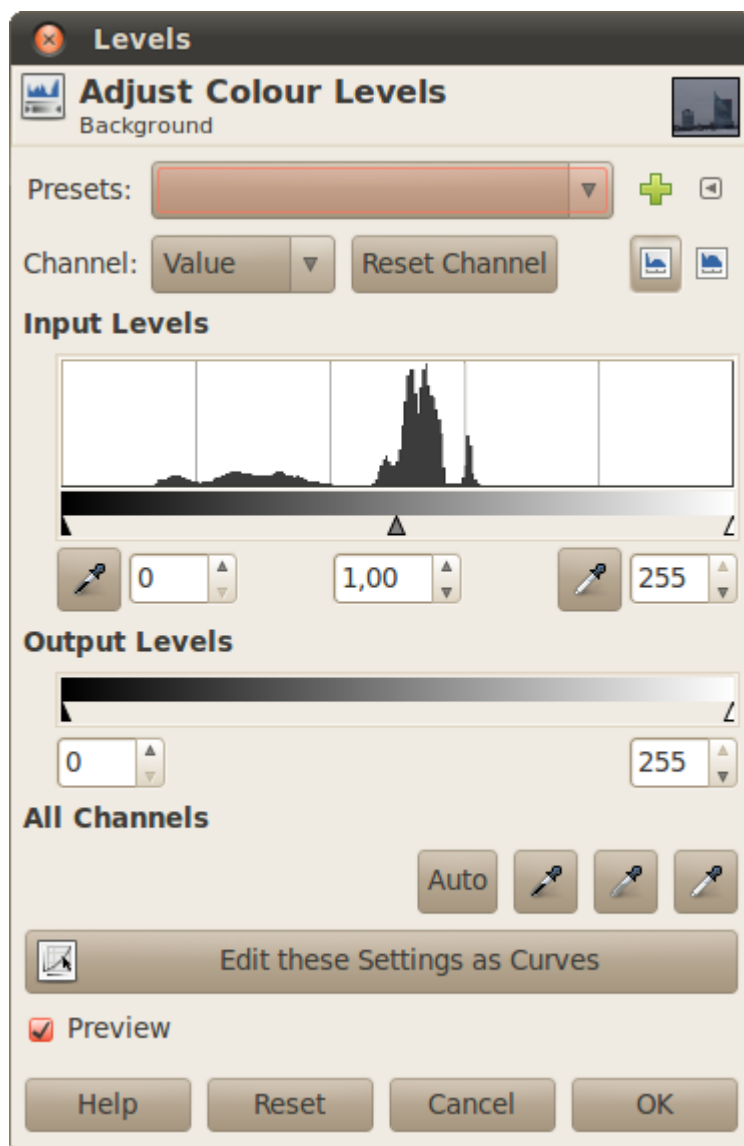 Levels
Adjust Colour Levels
Background
Presets:
Channel: Value Reset Channel
Input Levels
0 1,00 255
Output Levels
0 255
All Channels
Auto
Edit these Settings as Curves
Preview
Help Reset Cancel OK